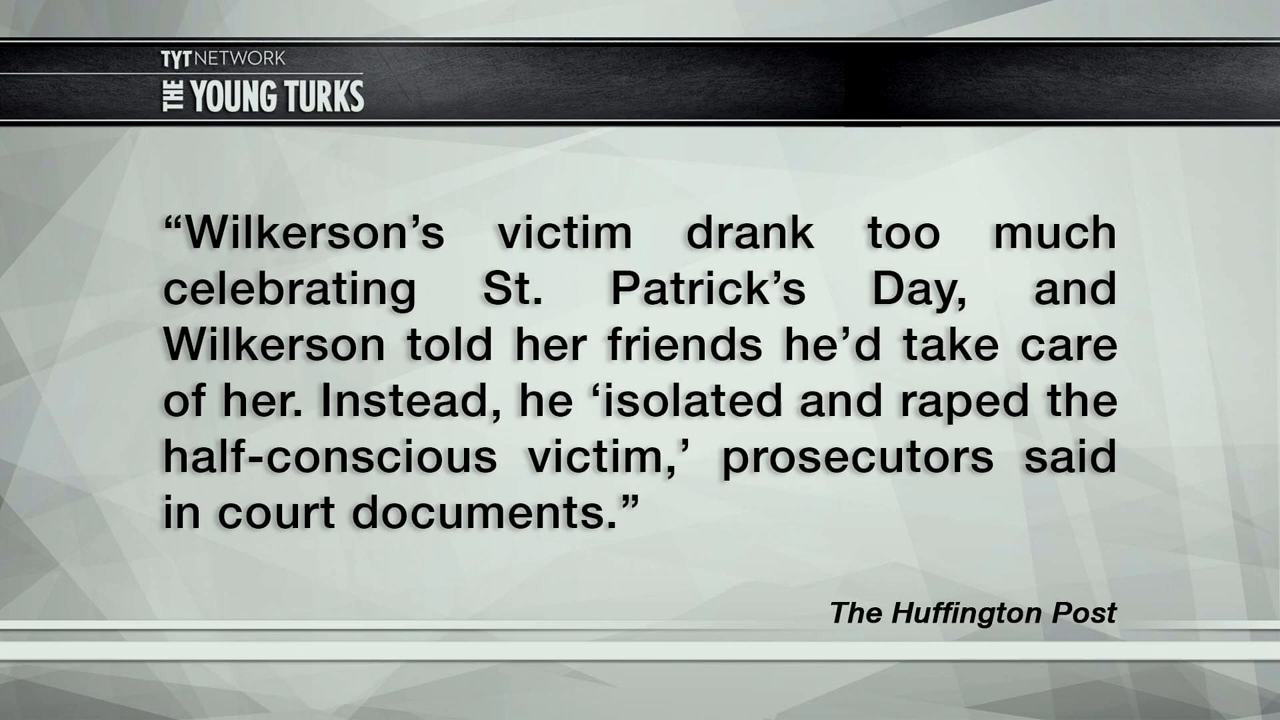 TYT NETWORK
THE YOUNG TURKS
“Wilkerson’s victim drank too much
celebrating St. Patrick’s Day, and
Wilkerson told her friends he’d take care
of her. Instead, he ‘isolated and raped the
half-conscious victim,’ prosecutors said
in court documents.”
The Huffington Post